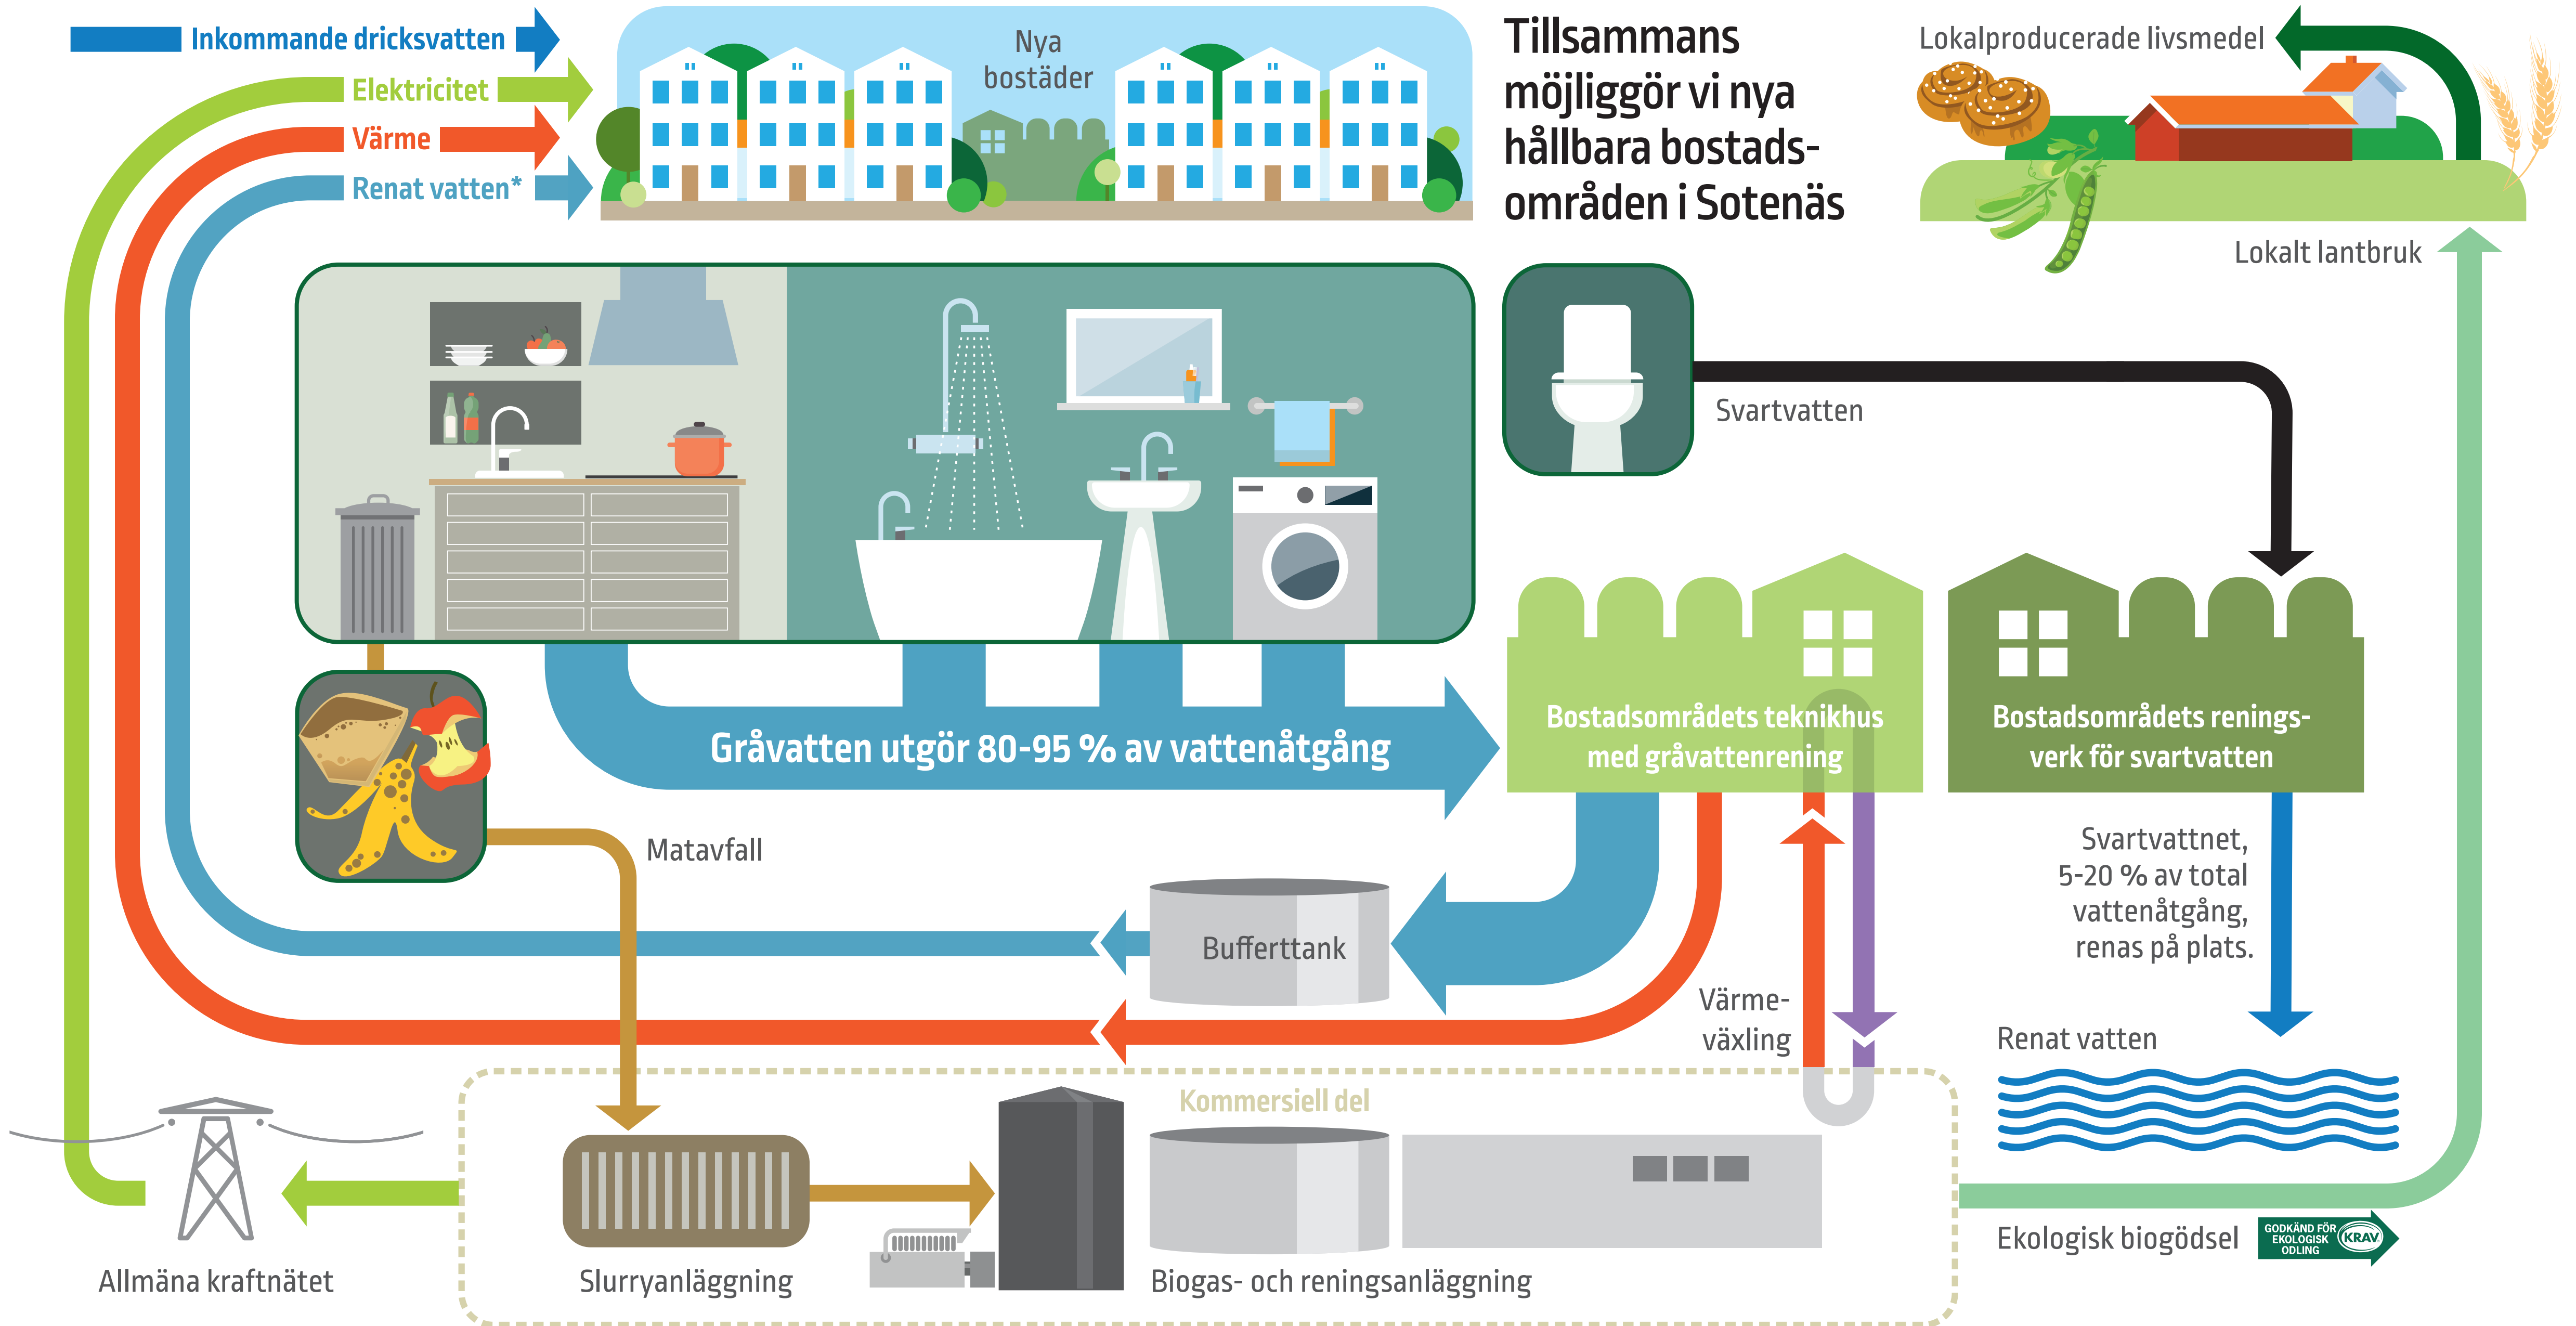 Inkommande dricksvatten
Elektricitet
Värme
Renat vatten*
Nya
bostäder
Tillsammans
möjliggör vi nya
hållbara bostads-
områden i Sotenäs
Lokalproducerade livsmedel
Lokalt lantbruk
Svartvatten
Gråvatten utgör 80-95 % av vattenåtgång
Bostadsområdets teknikhus
med gråvattenrening
Bostadsområdets renings-
verk för svartvatten
Matavfall
Bufferttank
Svartvattnet,
5-20 % av total
vattenåtgång,
renas på plats.
Värme-
växling
Renat vatten
Kommersiell del
Allmäna kraftnätet
Slurryanläggning
Biogas- och reningsanläggning
Ekologisk biogödsel
GODKÄND FÖR
EKOLOGISK
ODLING
KRAV